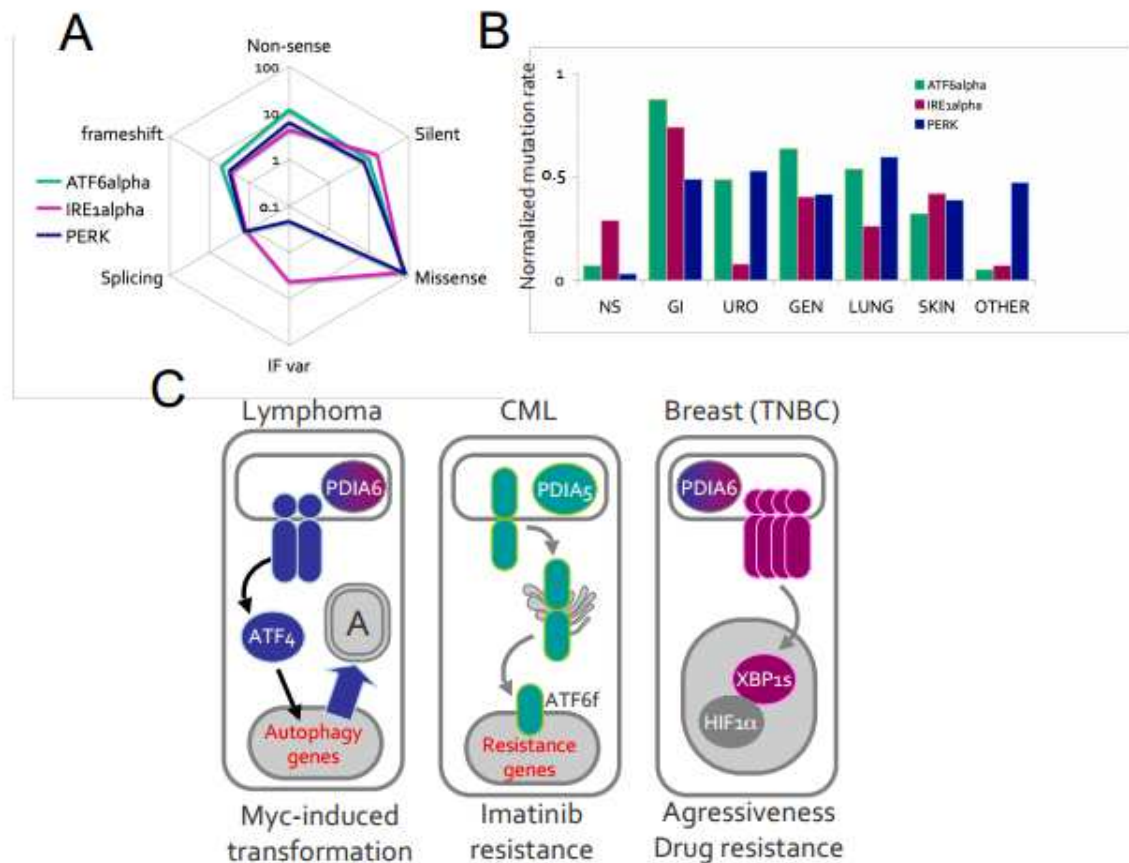 A
Non-sense
100
10
1
0.1
frameshift
Silent
ATF6alpha
IRE1alpha
PERK
Splicing
Missense
IF var
B
Normalized mutation rate
1
0.5
0
ATF6alpha
IRE1alpha
PERK
NS GI URO GEN LUNG SKIN OTHER
C
Lymphoma
PDIA6
ATF4
A
Autophagy
genes
Myc-induced
transformation
CML
PDIA5
ATF6f
Resistance
genes
Imatinib
resistance
Breast (TNBC)
PDIA6
XBP1s
HIF1α
Agressiveness
Drug resistance